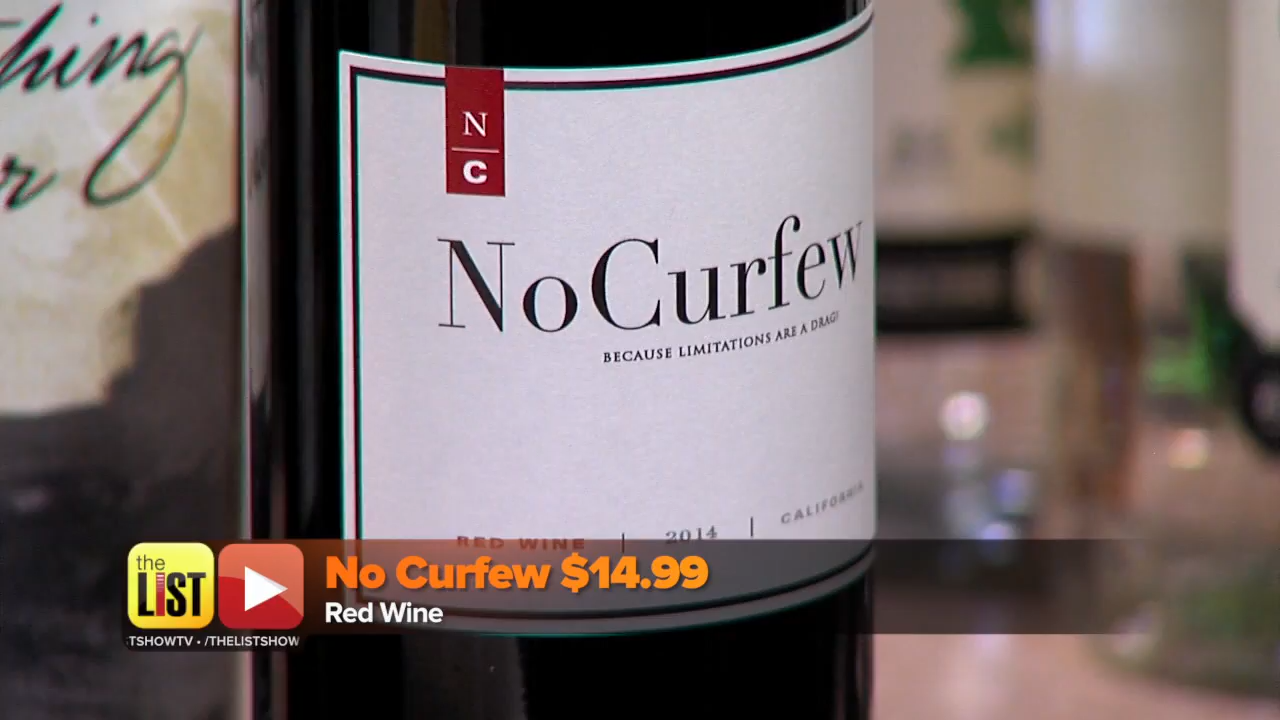 thing
N
C
NoCurfew
BECAUSE LIMITATIONS ARE A DRAG!
RED WINE | 2014 | CALIFORNIA
the
LIST
No Curfew $14.99
Red Wine
TSHOWTV • /THELISTSHOW